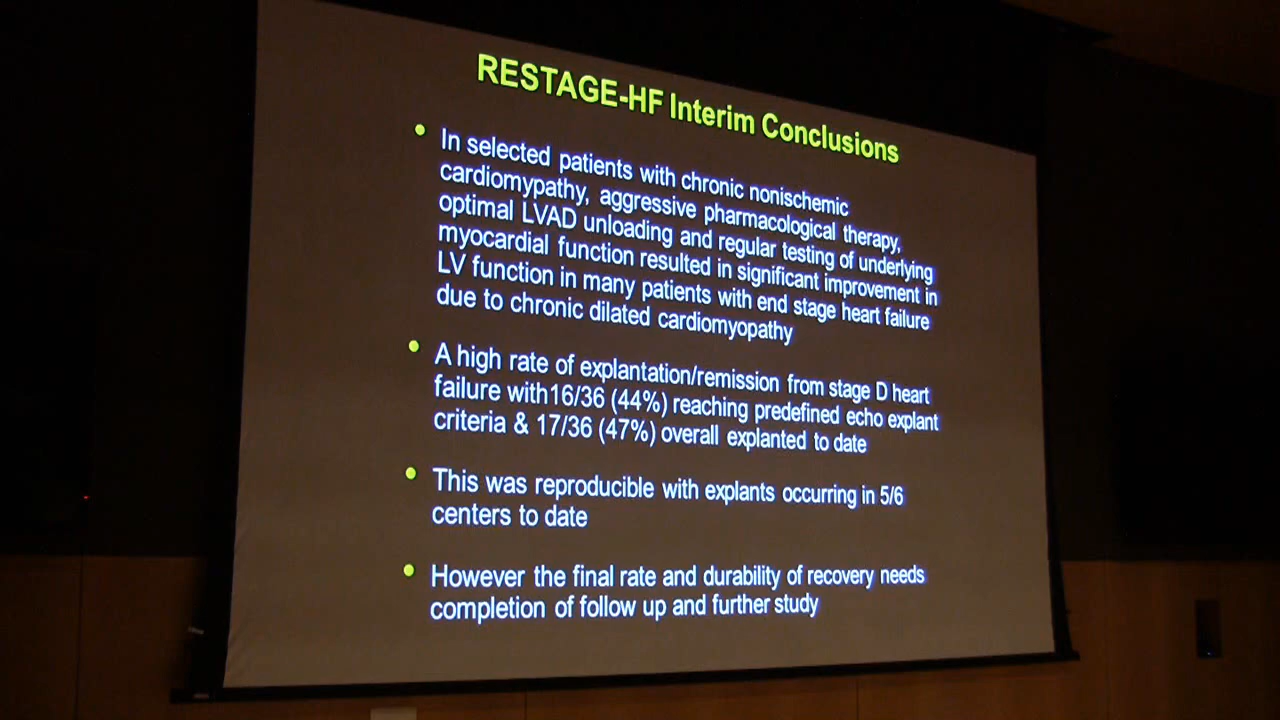 RESTAGE-HF Interim Conclusions
• In selected patients with chronic nonischemic
cardiomypathy, aggressive pharmacological therapy,
optimal LVAD unloading and regular testing of underlying
myocardial function resulted in significant improvement in
LV function in many patients with end stage heart failure
due to chronic dilated cardiomyopathy
• A high rate of explantation/remission from stage D heart
failure with16/36 (44%) reaching predefined echo explant
criteria & 17/36 (47%) overall explanted to date
• This was reproducible with explants occurring in 5/6
centers to date
• However the final rate and durability of recovery needs
completion of follow up and further study